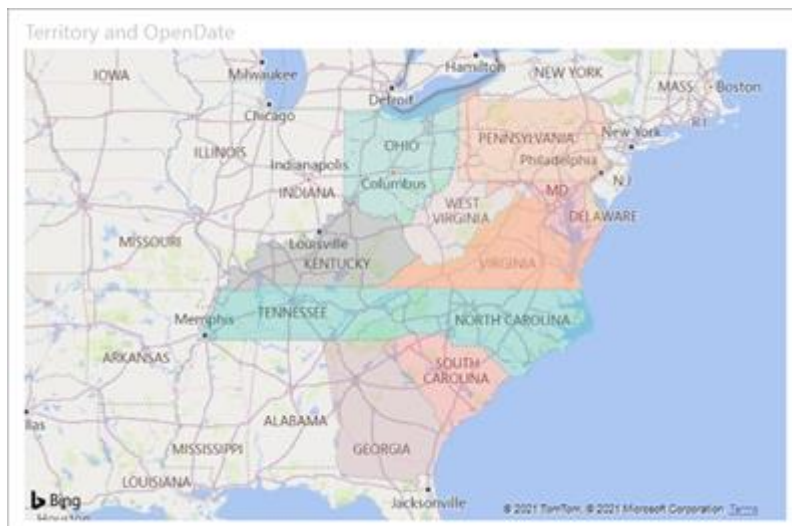 Territory and OpenDate
IOWA
Milwaukee
Hamilton
NEW YORK
Detroit
MASS
Boston
Chicago
RI
OHIO
PENNSYLVANIA
New York
ILLINOIS
Indianapolis
Philadelphia
Columbus
NJ
INDIANA
MD
WEST
VIRGINIA
DELAWARE
MISSOURI
Louisville
KENTUCKY
VIRGINIA
Memphis
TENNESSEE
NORTH CAROLINA
ARKANSAS
SOUTH
CAROLINA
llas
ALABAMA
MISSISSIPPI
GEORGIA
LOUISIANA
Bing
Jacksonville
© 2021 TomTom, © 2021 Microsoft Corporation Terms
Houston